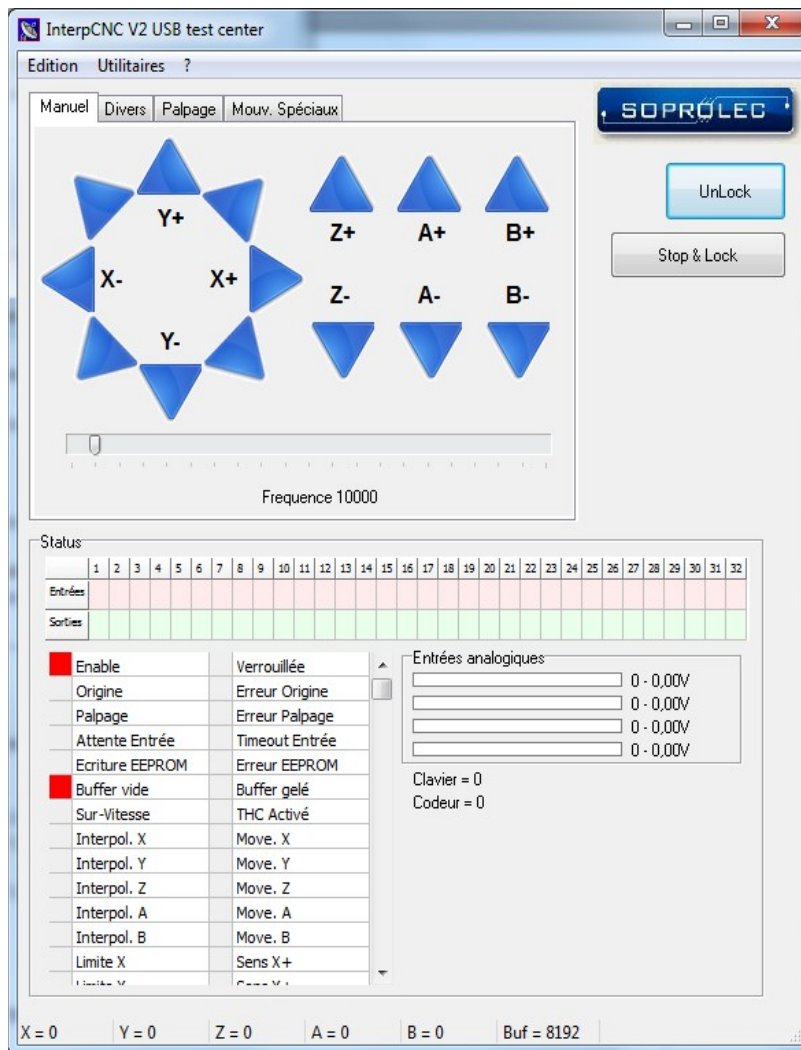 InterpCNC V2 USB test center
Edition Utilitaires ?
Manuel Divers Palpage Mouv. Spéciaux
SOPROLEC
UnLock
Stop & Lock
Y+
X- X+
Y-
Z+ A+ B+
Z- A- B-
Frequence 10000
Status
1 2 3 4 5 6 7 8 9 10 11 12 13 14 15 16 17 18 19 20 21 22 23 24 25 26 27 28 29 30 31 32
Entrées
Sorties
Enable Verrouillée
Origine Erreur Origine
Palpage Erreur Palpage
Attente Entrée Timeout Entrée
Ecriture EEPROM Erreur EEPROM
Buffer vide Buffer gelé
Sur-Vitesse THC Activé
Interpol. X Move. X
Interpol. Y Move. Y
Interpol. Z Move. Z
Interpol. A Move. A
Interpol. B Move. B
Limite X Sens X+
Limite Y Sens Y+
Entrées analogiques
0 - 0,00V
0 - 0,00V
0 - 0,00V
0 - 0,00V
Clavier = 0
Codeur = 0
X = 0 Y = 0 Z = 0 A = 0 B = 0 Buf = 8192